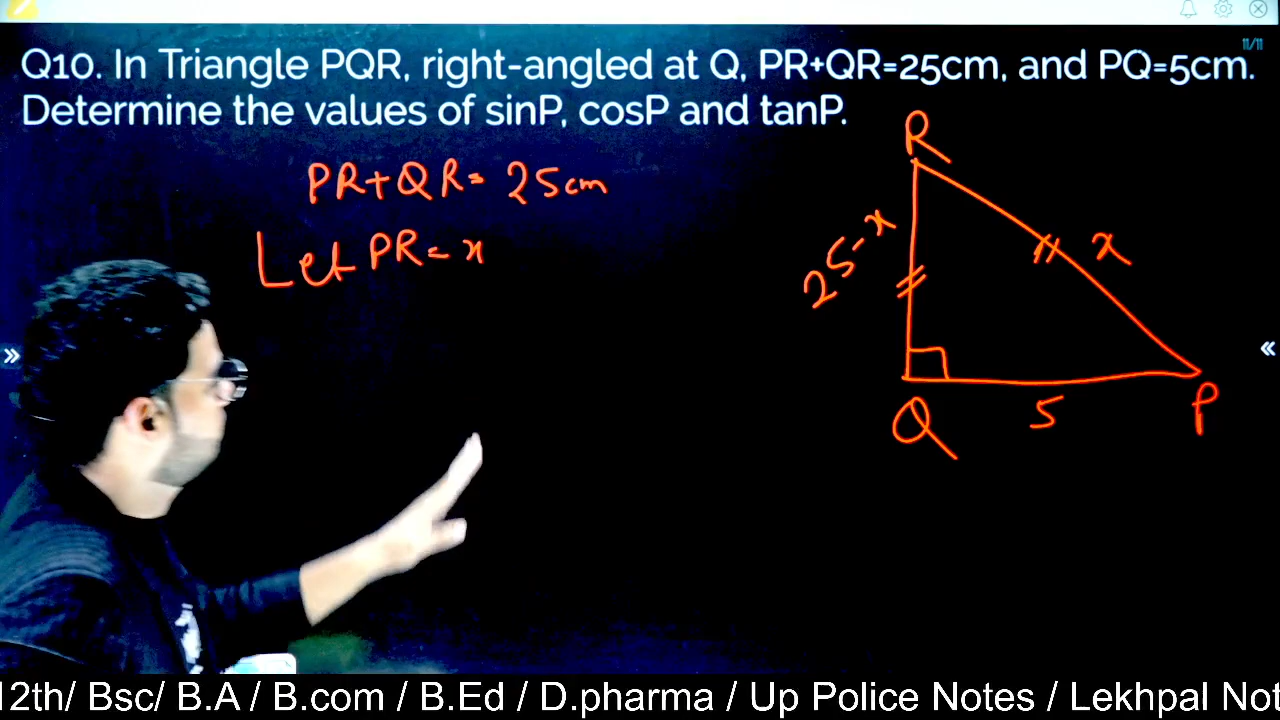 11/11
Q10. In Triangle PQR, right-angled at Q, PR+QR=25cm, and PQ=5cm.
Determine the values of sinP, cosP and tanP.
R
PR+QR= 25cm
Let PR=x
25-x
x
»
«
Q
5
P
12th/ Bsc/ B.A / B.com / B.Ed / D.pharma / Up Police Notes / Lekhpal Not